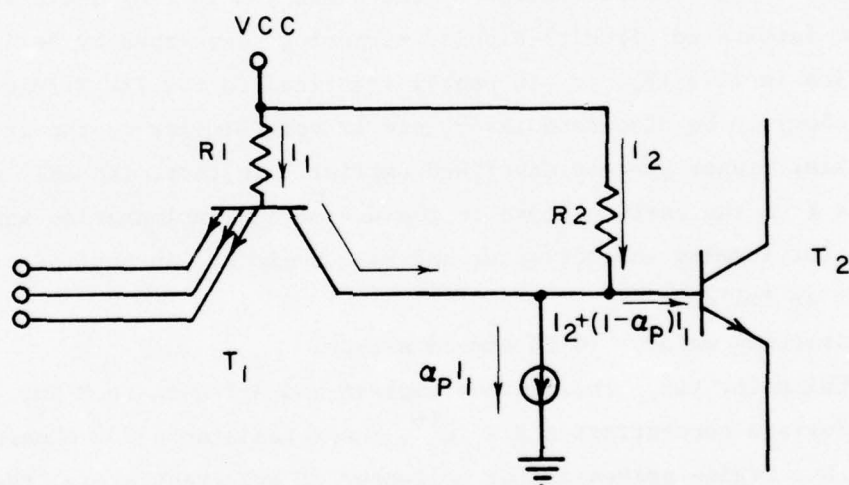 VCC
R1
I₁
I₂
R2
T₂
I₂+(1-αₚ)I₁
T₁
αₚI₁